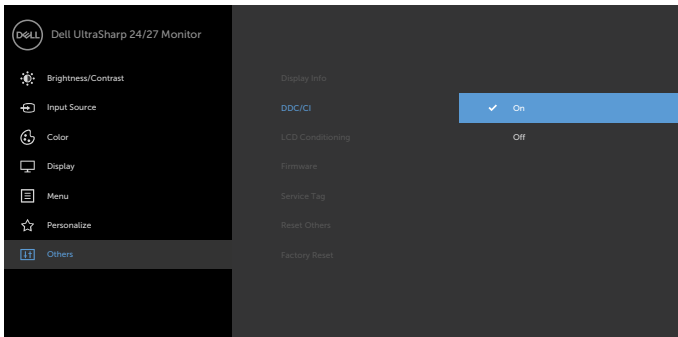 DELL Dell UltraSharp 24/27 Monitor
Brightness/Contrast
Display Info
Input Source
DDC/CI
On
Color
LCD Conditioning
Off
Display
Firmware
Menu
Service Tag
Personalize
Reset Others
Others
Factory Reset